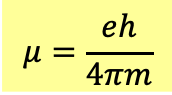 μ = eh / 4πm